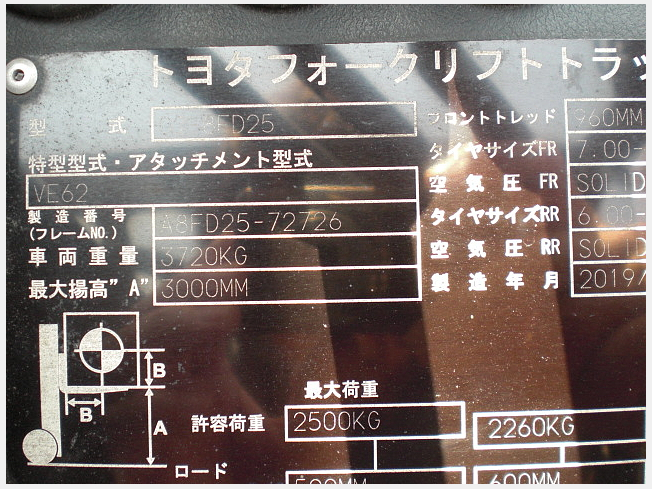 トヨタフォークリフトトラッ
型式 8FD25
特型型式・アタッチメント型式
VE62
製造番号 A8FD25-72726
(フレームNO.)
車両重量 3720KG
最大揚高"A" 3000MM
フロントトレッド 960MM
タイヤサイズFR 7.00-
空気圧 FR SOLID
タイヤサイズRR 6.00-
空気圧 RR SOLID
製造年月 2019/
B
B
A
最大荷重
許容荷重 2500KG 2260KG
ロード 500MM 600MM